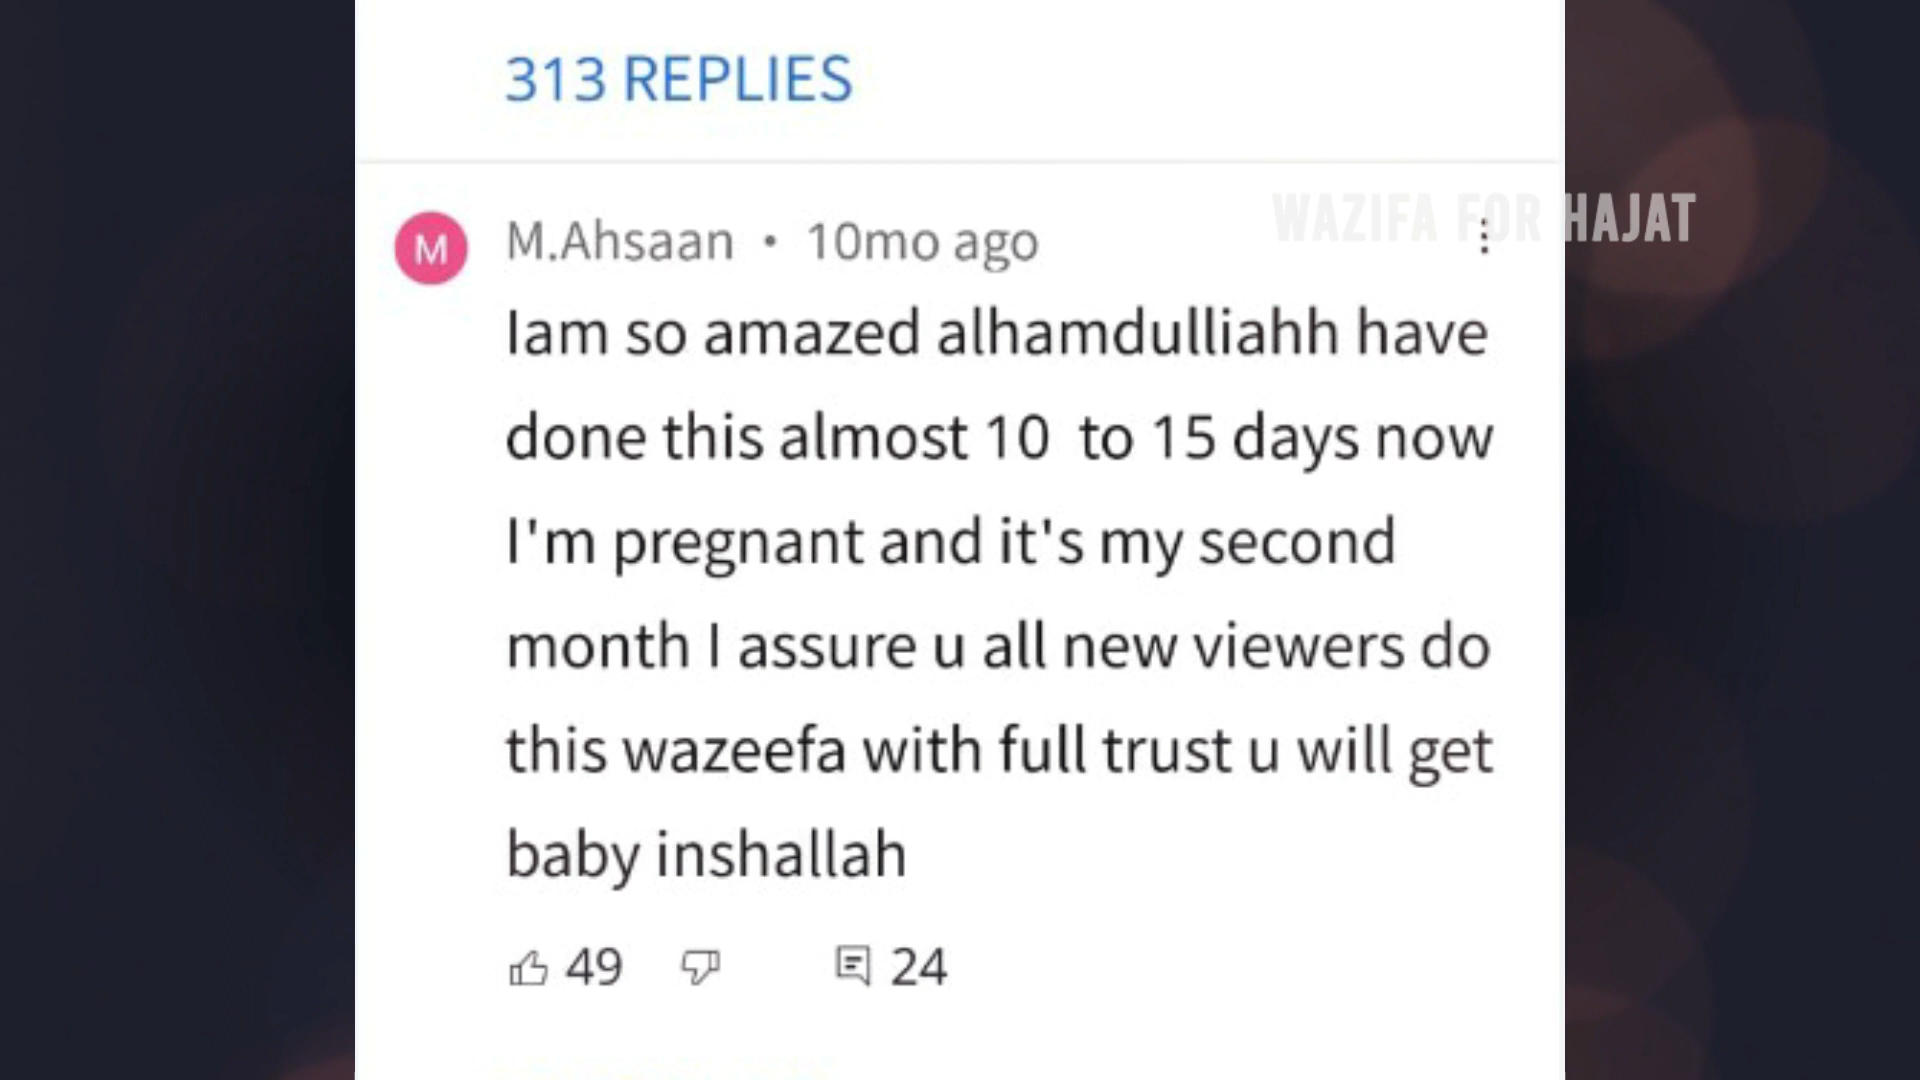 313 REPLIES
WAZIFA FOR HAJAT
M
M.Ahsaan • 10mo ago
Iam so amazed alhamdulliahh have
done this almost 10 to 15 days now
I'm pregnant and it's my second
month I assure u all new viewers do
this wazeefa with full trust u will get
baby inshallah
49
24